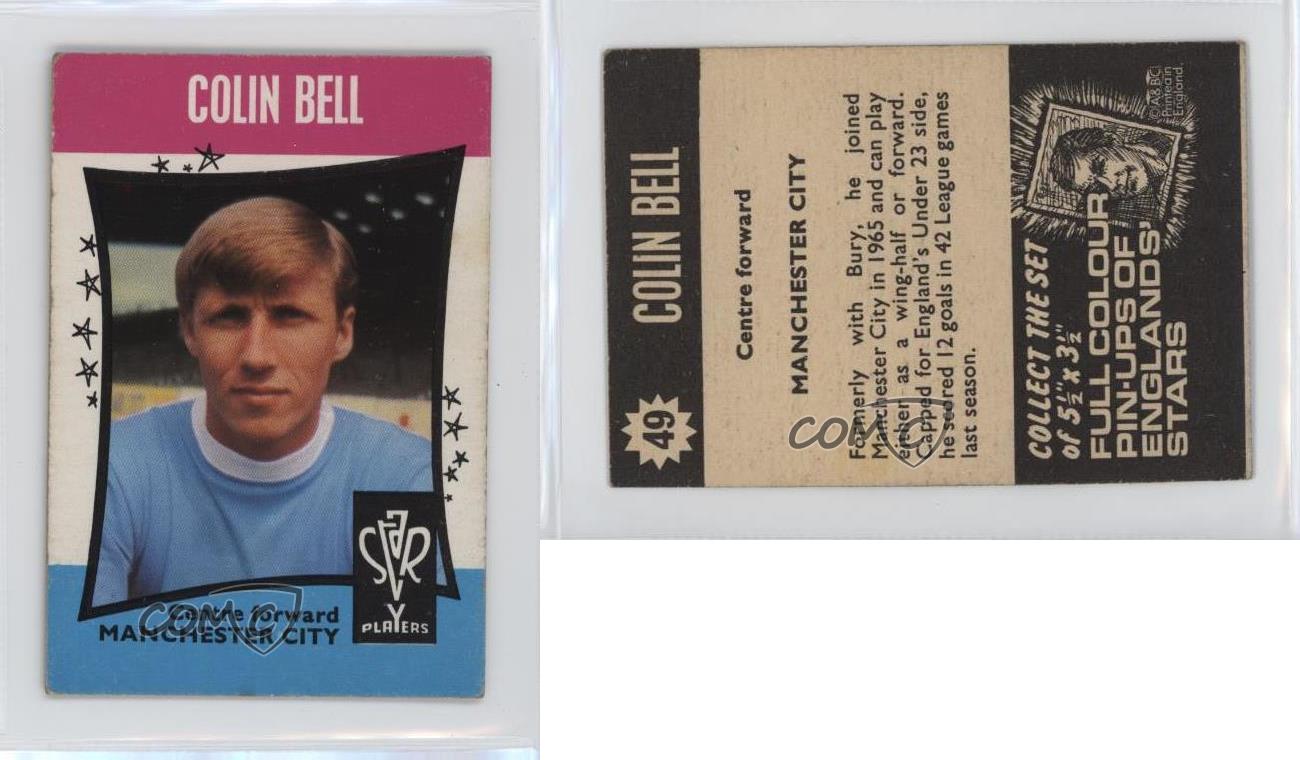 COLIN BELL
Centre forward
MANCHESTER CITY
STAR
PLAYERS
COMC
49
COLIN BELL
Centre forward
MANCHESTER CITY
Formerly with Bury, he joined
Manchester City in 1965 and can play
either as a wing-half or forward.
Capped for England's Under 23 side,
he scored 12 goals in 42 League games
last season.
COMC
COLLECT THE SET
of 5½" x 3½"
FULL COLOUR
PIN-UPS OF
ENGLANDS'
STARS
© A & BC
Printed in
England.